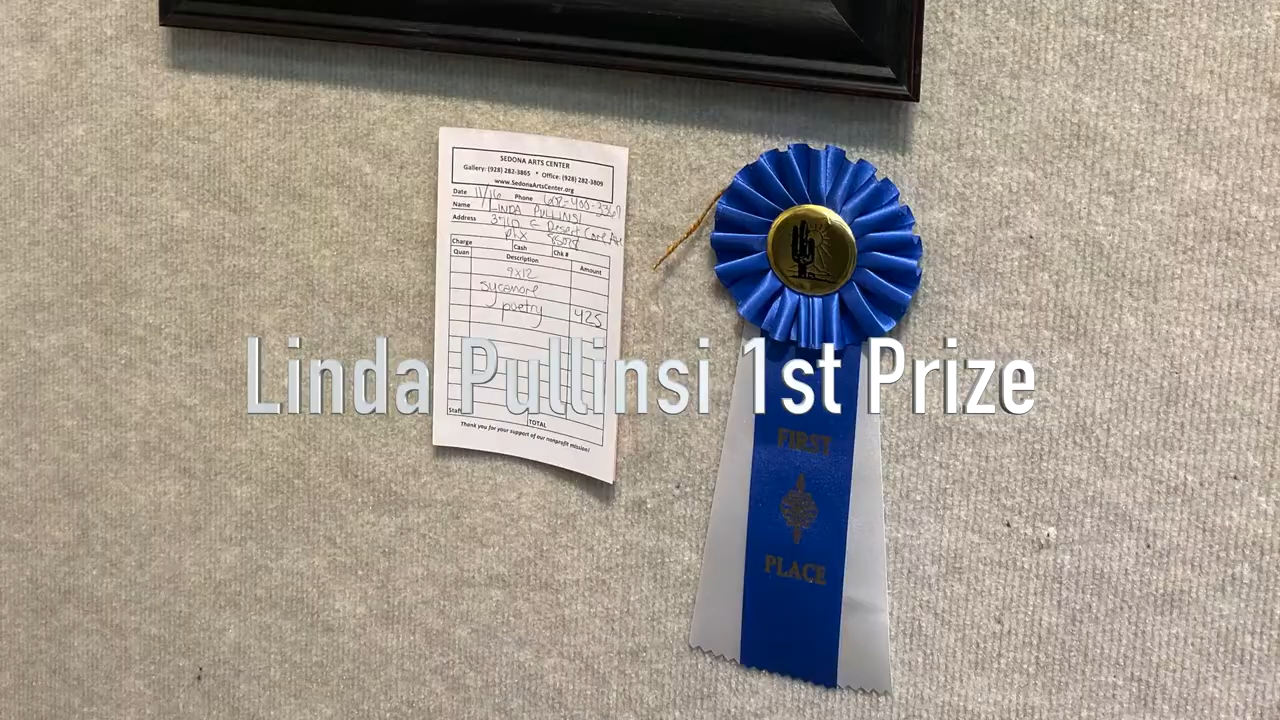 SEDONA ARTS CENTER
Gallery: (928) 282-3865 * Office: (928) 282-3809
www.SedonaArtsCenter.org
Date 11/16 Phone
Name LINDA PULLINSI
Address E Desert
PHX
Charge Cash Chk #
Quan Description Amount
9x12
sycamore
poetry 425
Linda Pullinsi 1st Prize
Staff TOTAL
Thank you for your support of our nonprofit mission!
FIRST
PLACE